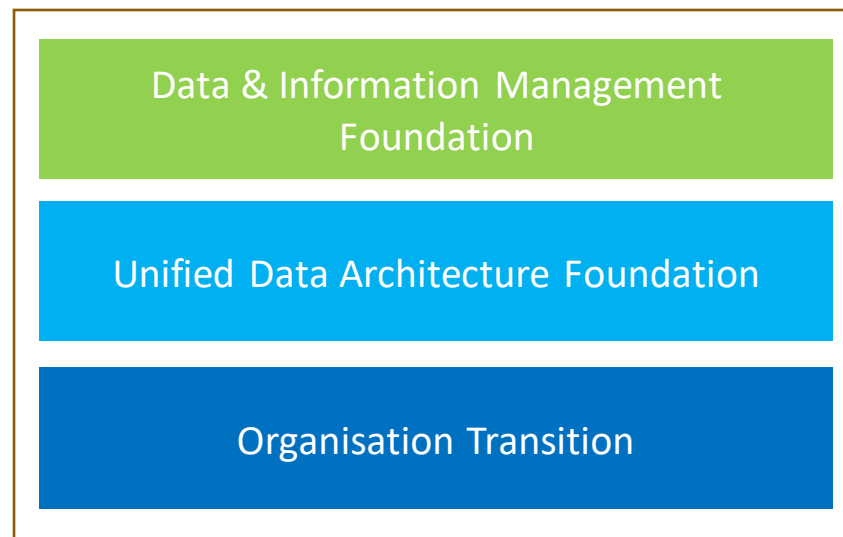 Data & Information Management
Foundation
Unified Data Architecture Foundation
Organisation Transition